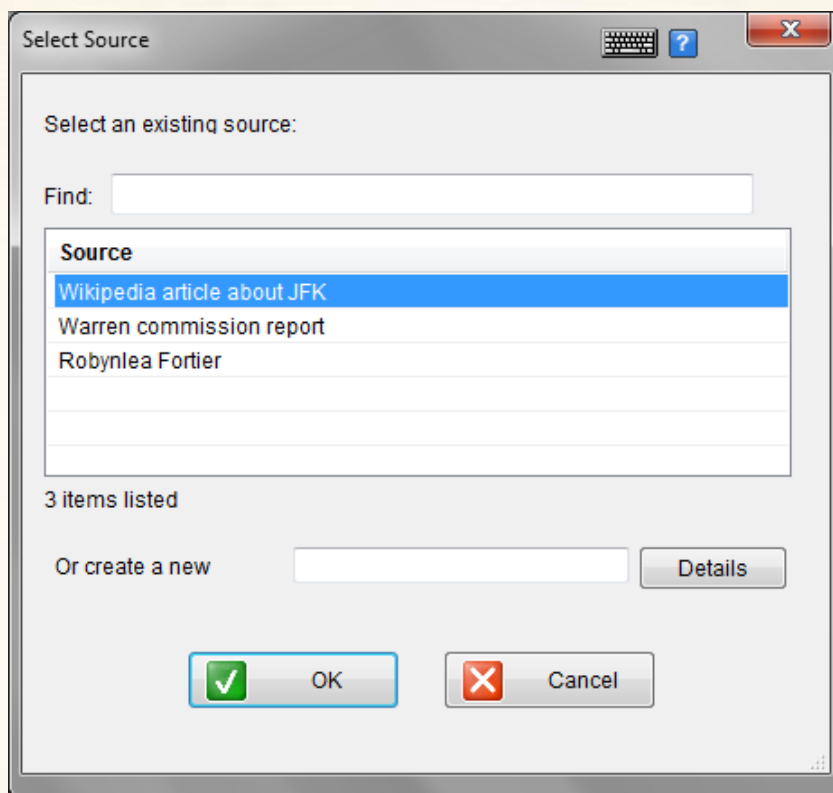 Select Source
?
X
Select an existing source:
Find:
Source
Wikipedia article about JFK
Warren commission report
Robynlea Fortier
3 items listed
Or create a new
Details
OK
Cancel